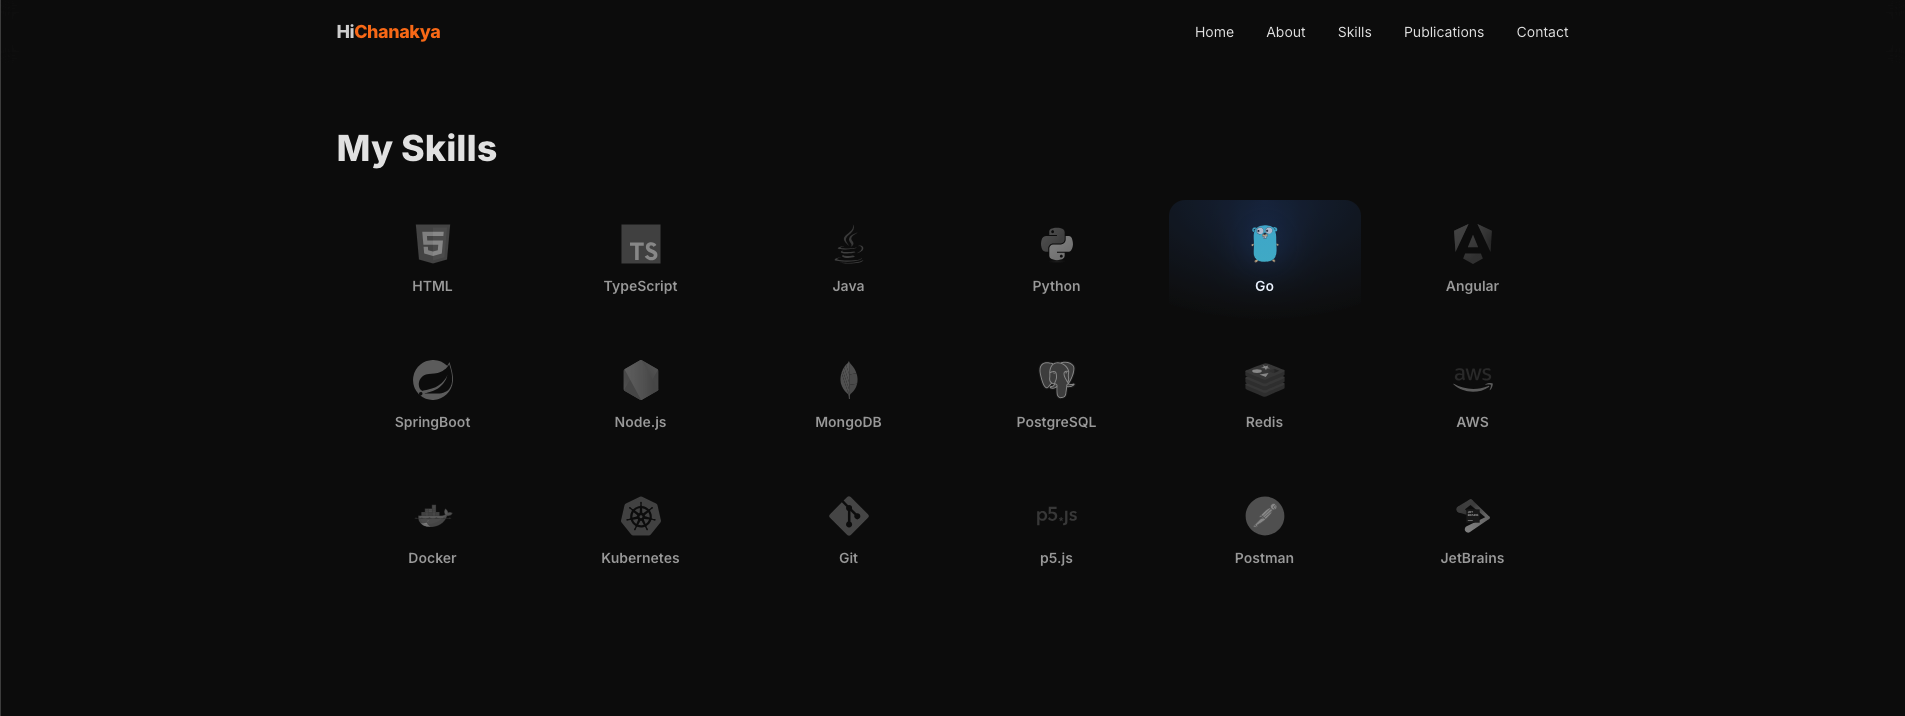 HiChanakya
Home About Skills Publications Contact
My Skills
TS
HTML TypeScript Java Python Go Angular
aws
SpringBoot Node.js MongoDB PostgreSQL Redis AWS
p5.js
Docker Kubernetes Git p5.js Postman JetBrains